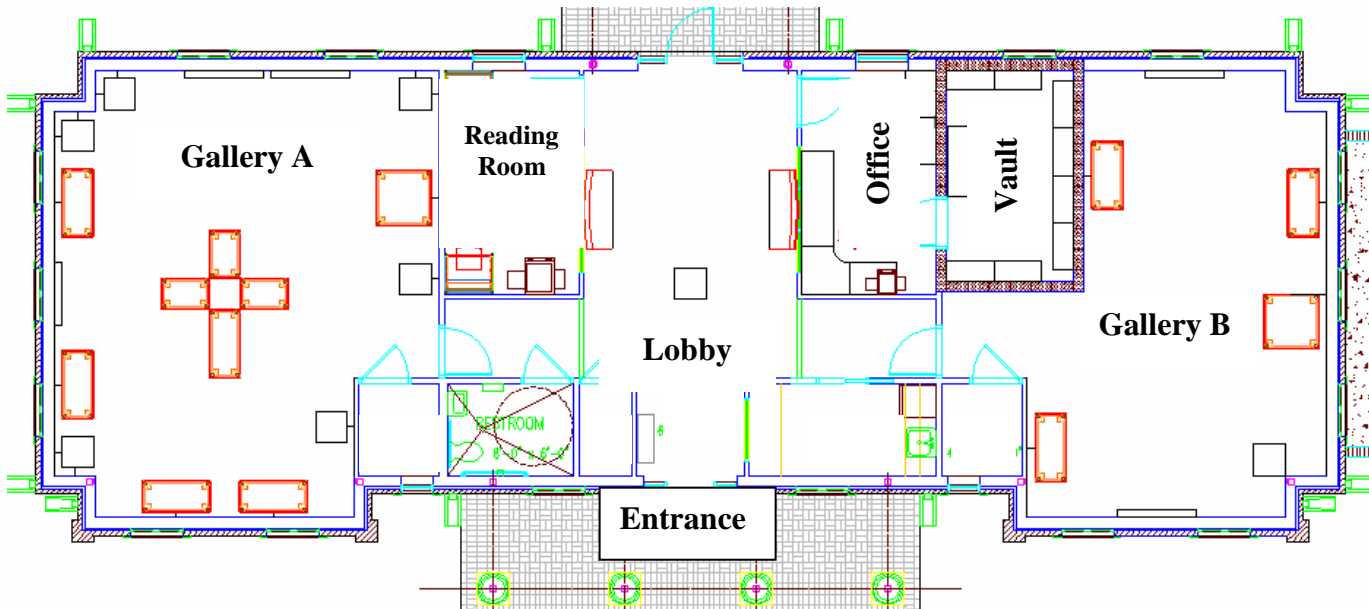 Gallery A
Reading
Room
Office
Vault
Gallery B
Lobby
RESTROOM
Entrance